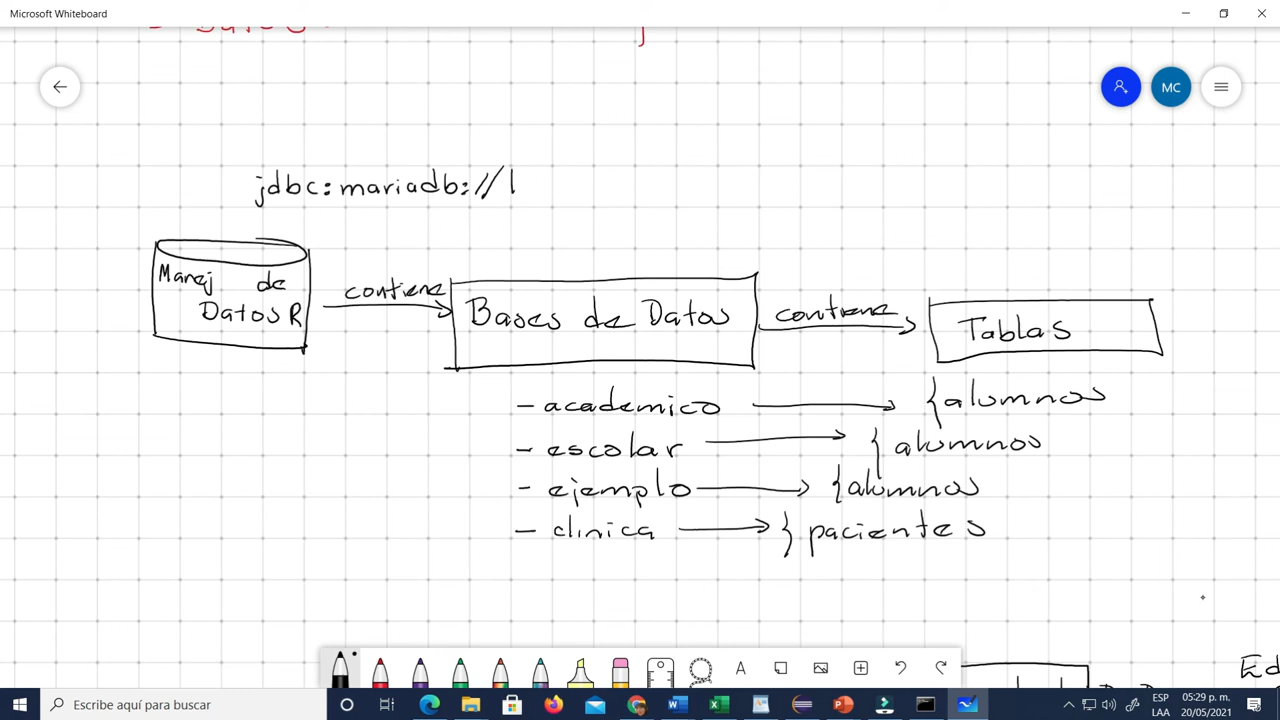 Microsoft Whiteboard
MC
jdbc:mariadb://l
Manej de
Datos R
contiene
Bases de Datos
contiene
Tablas
- academico → {alumnos
- escolar → {alumnos
- ejemplo → {alumnos
- clinica → } pacientes
Ed
Escribe aquí para buscar
ESP
LAA
05:29 p. m.
20/05/2021